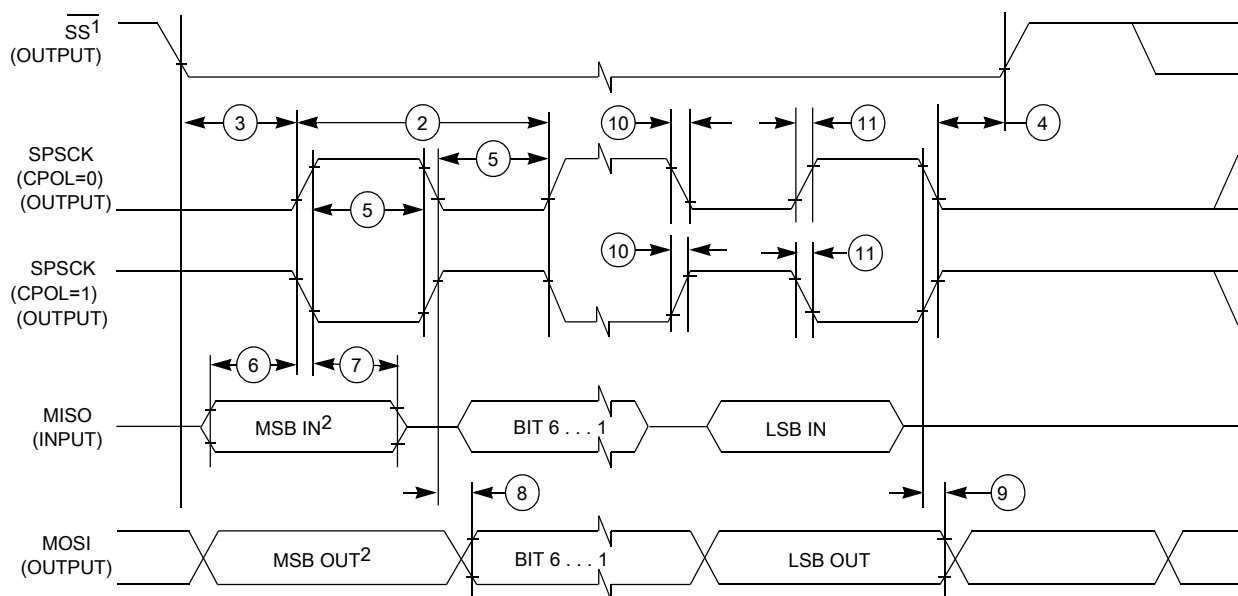 SS1
(OUTPUT)
3
2
10
11
4
SPSCK
(CPOL=0)
(OUTPUT)
5
5
10
11
SPSCK
(CPOL=1)
(OUTPUT)
6
7
MISO
(INPUT)
MSB IN2
BIT 6 . . . 1
LSB IN
8
9
MOSI
(OUTPUT)
MSB OUT2
BIT 6 . . . 1
LSB OUT